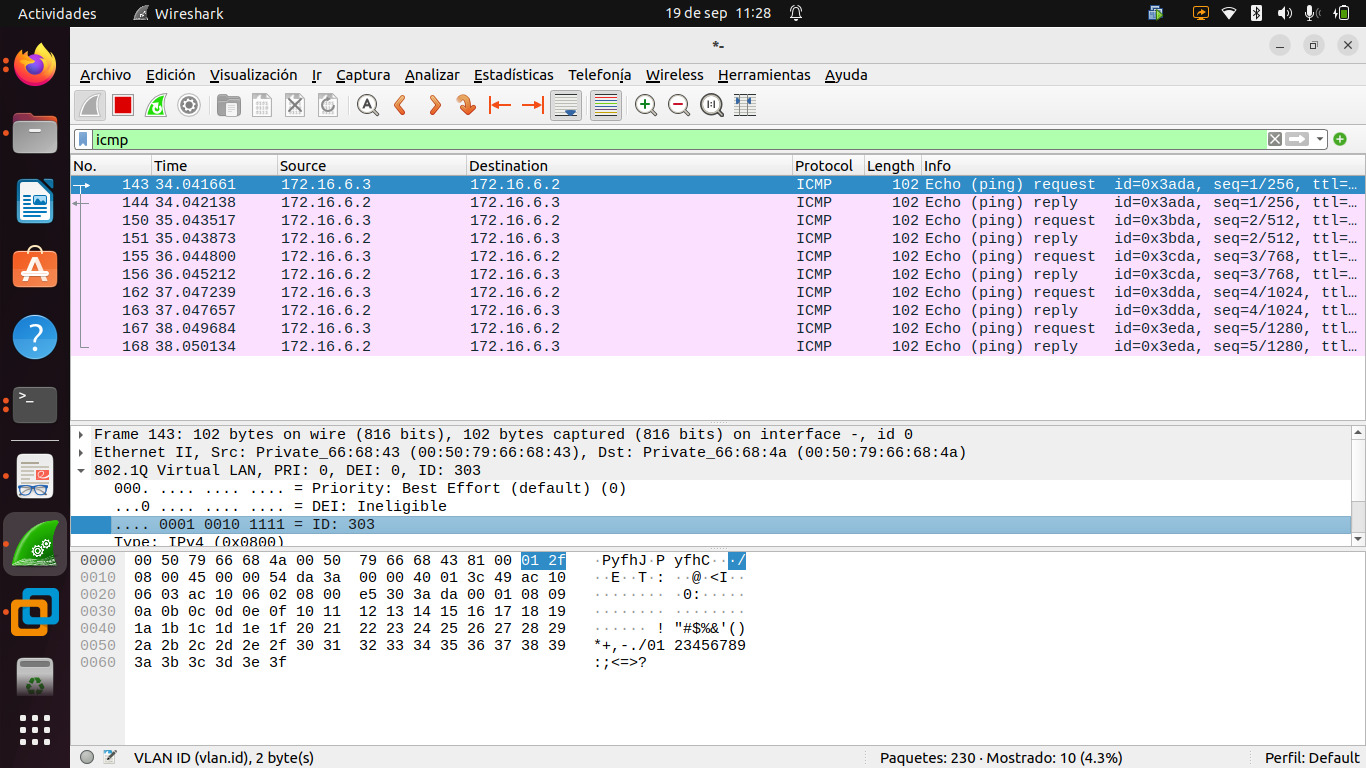 Actividades Wireshark 19 de sep 11:28
*-
Archivo Edición Visualización Ir Captura Analizar Estadísticas Telefonía Wireless Herramientas Ayuda
icmp
No. Time Source Destination Protocol Length Info
143 34.041661 172.16.6.3 172.16.6.2 ICMP 102 Echo (ping) request id=0x3ada, seq=1/256, ttl=…
144 34.042138 172.16.6.2 172.16.6.3 ICMP 102 Echo (ping) reply id=0x3ada, seq=1/256, ttl=…
150 35.043517 172.16.6.3 172.16.6.2 ICMP 102 Echo (ping) request id=0x3bda, seq=2/512, ttl=…
151 35.043873 172.16.6.2 172.16.6.3 ICMP 102 Echo (ping) reply id=0x3bda, seq=2/512, ttl=…
155 36.044800 172.16.6.3 172.16.6.2 ICMP 102 Echo (ping) request id=0x3cda, seq=3/768, ttl=…
156 36.045212 172.16.6.2 172.16.6.3 ICMP 102 Echo (ping) reply id=0x3cda, seq=3/768, ttl=…
162 37.047239 172.16.6.3 172.16.6.2 ICMP 102 Echo (ping) request id=0x3dda, seq=4/1024, ttl…
163 37.047657 172.16.6.2 172.16.6.3 ICMP 102 Echo (ping) reply id=0x3dda, seq=4/1024, ttl…
167 38.049684 172.16.6.3 172.16.6.2 ICMP 102 Echo (ping) request id=0x3eda, seq=5/1280, ttl…
168 38.050134 172.16.6.2 172.16.6.3 ICMP 102 Echo (ping) reply id=0x3eda, seq=5/1280, ttl…
Frame 143: 102 bytes on wire (816 bits), 102 bytes captured (816 bits) on interface -, id 0
Ethernet II, Src: Private_66:68:43 (00:50:79:66:68:43), Dst: Private_66:68:4a (00:50:79:66:68:4a)
802.1Q Virtual LAN, PRI: 0, DEI: 0, ID: 303
000. .... .... .... = Priority: Best Effort (default) (0)
...0 .... .... .... = DEI: Ineligible
.... 0001 0010 1111 = ID: 303
Type: IPv4 (0x0800)
0000 00 50 79 66 68 4a 00 50 79 66 68 43 81 00 01 2f ·PyfhJ·P yfhC···/
0010 08 00 45 00 00 54 da 3a 00 00 40 01 3c 49 ac 10 ··E··T·: ··@·<I··
0020 06 03 ac 10 06 02 08 00 e5 30 3a da 00 01 08 09 ········ ·0:·····
0030 0a 0b 0c 0d 0e 0f 10 11 12 13 14 15 16 17 18 19 ········ ········
0040 1a 1b 1c 1d 1e 1f 20 21 22 23 24 25 26 27 28 29 ······ ! "#$%&'()
0050 2a 2b 2c 2d 2e 2f 30 31 32 33 34 35 36 37 38 39 *+,-./01 23456789
0060 3a 3b 3c 3d 3e 3f :;<=>?
VLAN ID (vlan.id), 2 byte(s) Paquetes: 230 · Mostrado: 10 (4.3%) Perfil: Default